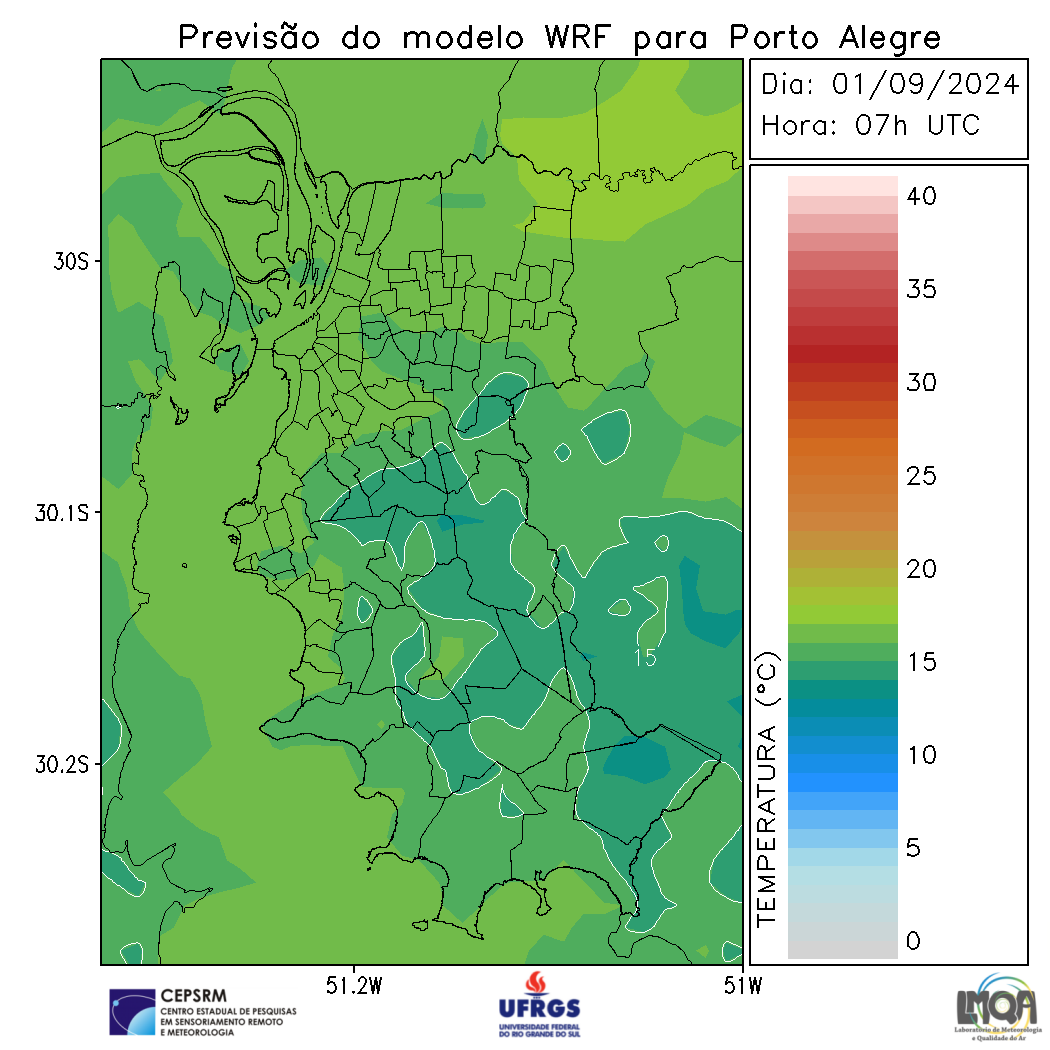 Previsão do modelo WRF para Porto Alegre
Dia: 01/09/2024
Hora: 07h UTC
30S
30.1S
30.2S
51.2W
51W
15
40
35
30
25
20
15
10
5
0
TEMPERATURA (°C)
CEPSRM
CENTRO ESTADUAL DE PESQUISAS
EM SENSORIAMENTO REMOTO
E METEOROLOGIA
UFRGS
UNIVERSIDADE FEDERAL
DO RIO GRANDE DO SUL
LMQA
Laboratório de Meteorologia
e Qualidade do Ar